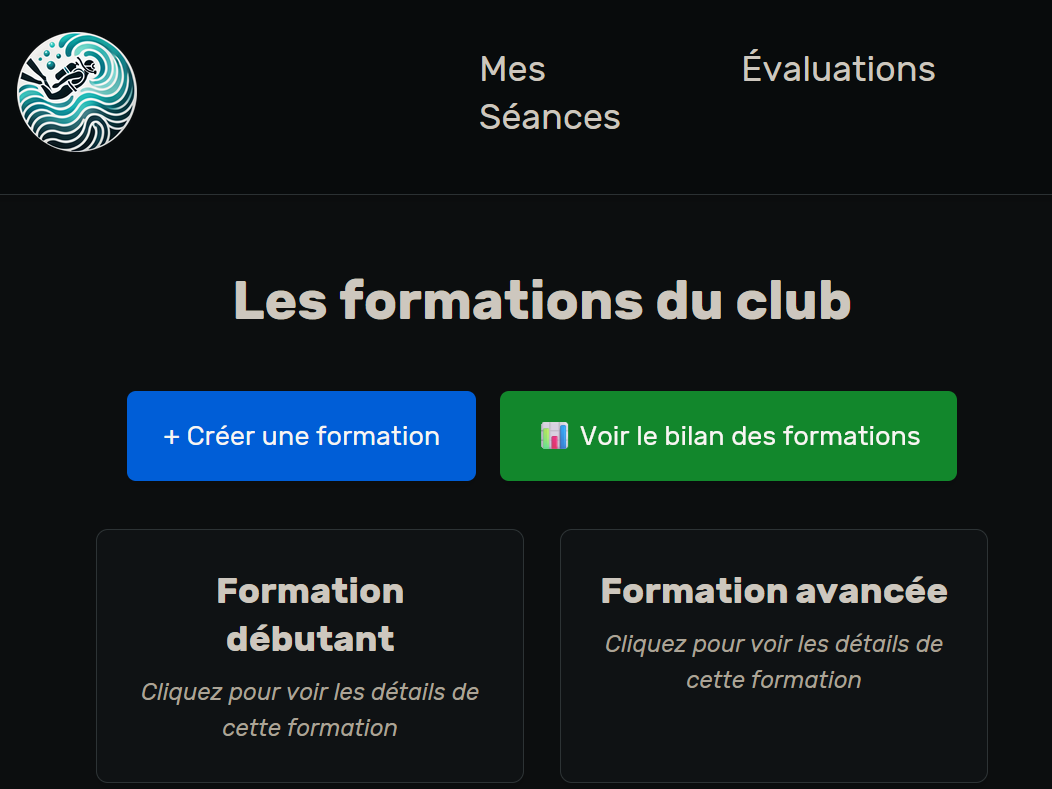 Mes
Séances
Évaluations
Les formations du club
+ Créer une formation
📊 Voir le bilan des formations
Formation
débutant
Cliquez pour voir les détails de
cette formation
Formation avancée
Cliquez pour voir les détails de
cette formation